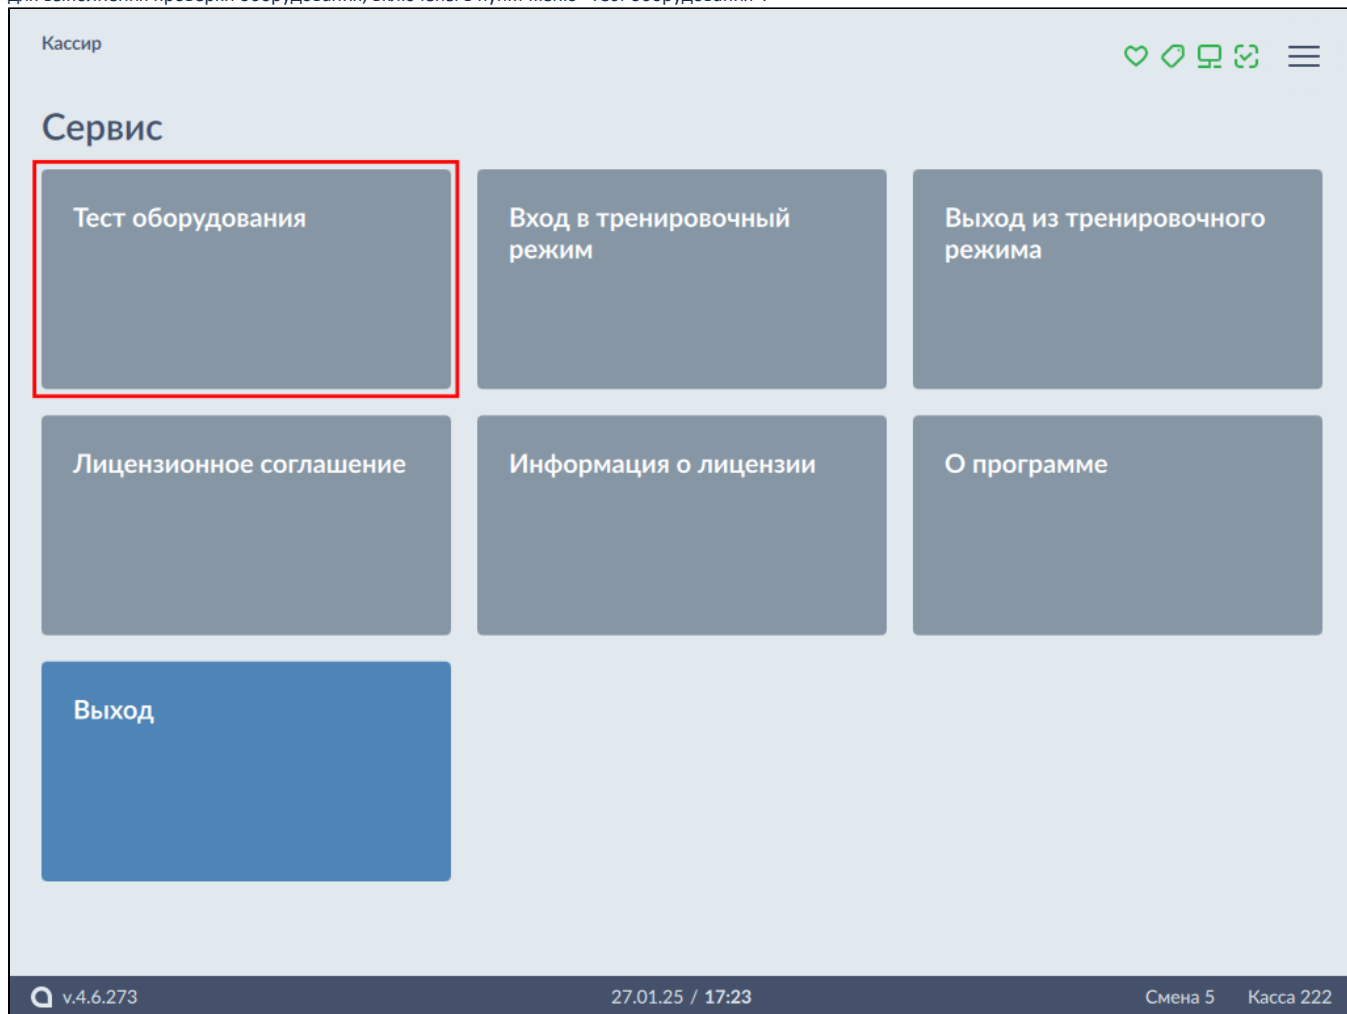 Кассир
Сервис
Тест оборудования
Вход в тренировочный
режим
Выход из тренировочного
режима
Лицензионное соглашение
Информация о лицензии
О программе
Выход
v.4.6.273
27.01.25 / 17:23
Смена 5
Касса 222